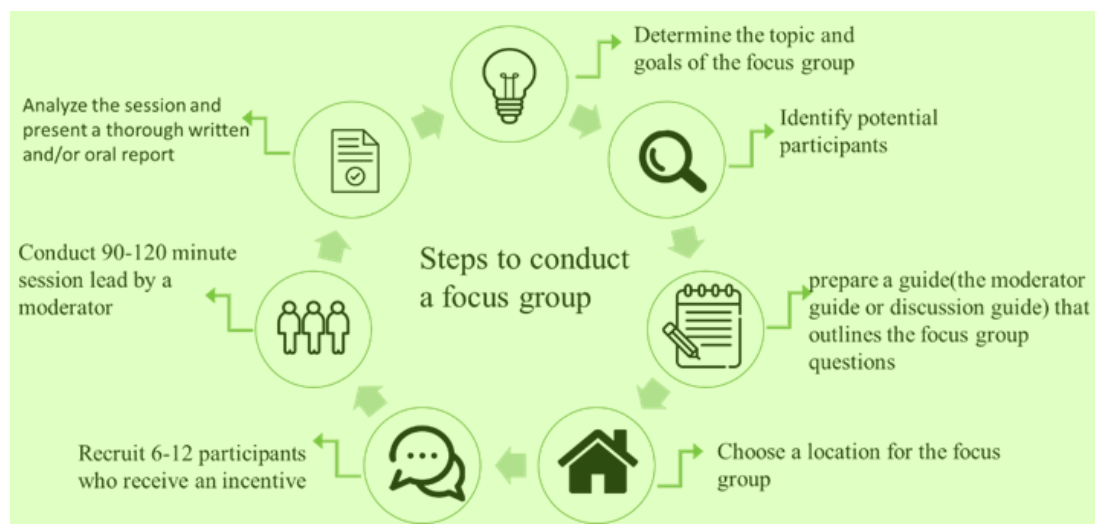 Steps to conduct
a focus group
Determine the topic and
goals of the focus group
Identify potential
participants
prepare a guide(the moderator
guide or discussion guide) that
outlines the focus group
questions
Choose a location for the focus
group
Recruit 6-12 participants
who receive an incentive
Conduct 90-120 minute
session lead by a
moderator
Analyze the session and
present a thorough written
and/or oral report